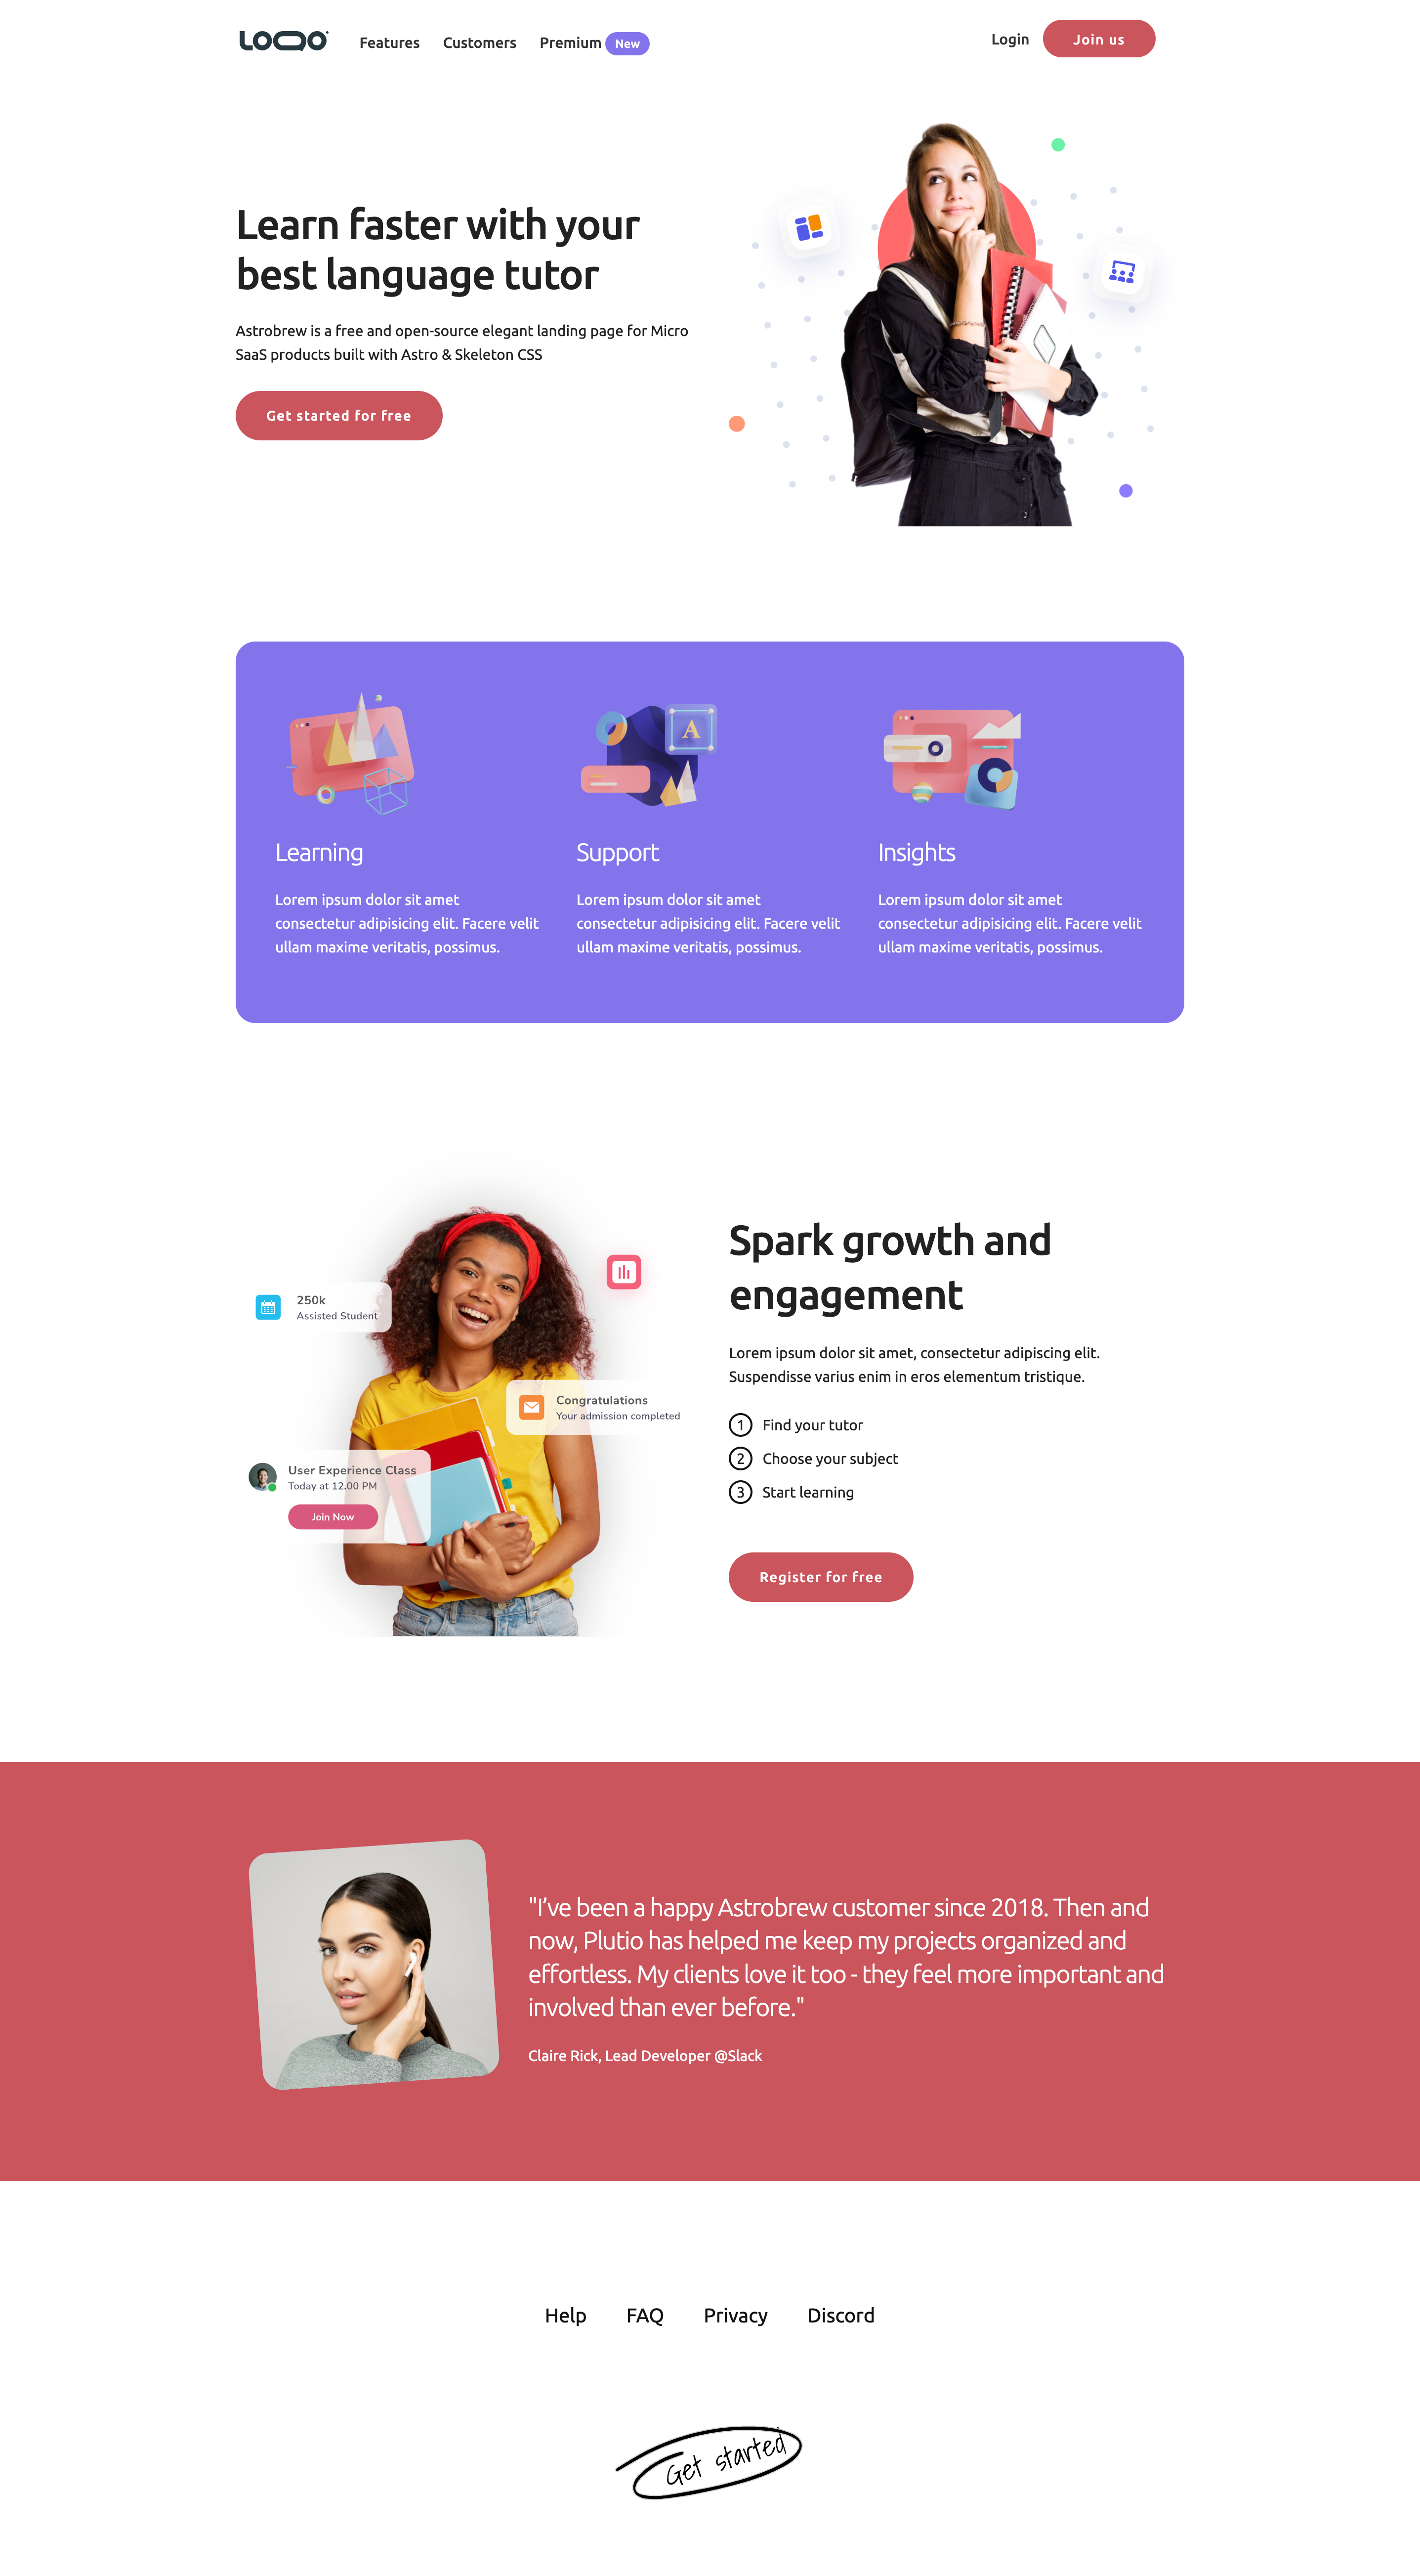 LOQO
Features Customers Premium New
Login Join us
Learn faster with your
best language tutor
Astrobrew is a free and open-source elegant landing page for Micro
SaaS products built with Astro & Skeleton CSS
Get started for free
A
Learning
Lorem ipsum dolor sit amet
consectetur adipisicing elit. Facere velit
ullam maxime veritatis, possimus.
Support
Lorem ipsum dolor sit amet
consectetur adipisicing elit. Facere velit
ullam maxime veritatis, possimus.
Insights
Lorem ipsum dolor sit amet
consectetur adipisicing elit. Facere velit
ullam maxime veritatis, possimus.
250k
Assisted Student
Congratulations
Your admission completed
User Experience Class
Today at 12.00 PM
Join Now
Spark growth and
engagement
Lorem ipsum dolor sit amet, consectetur adipiscing elit.
Suspendisse varius enim in eros elementum tristique.
1 Find your tutor
2 Choose your subject
3 Start learning
Register for free
"I’ve been a happy Astrobrew customer since 2018. Then and
now, Plutio has helped me keep my projects organized and
effortless. My clients love it too - they feel more important and
involved than ever before."
Claire Rick, Lead Developer @Slack
Help FAQ Privacy Discord
Get started